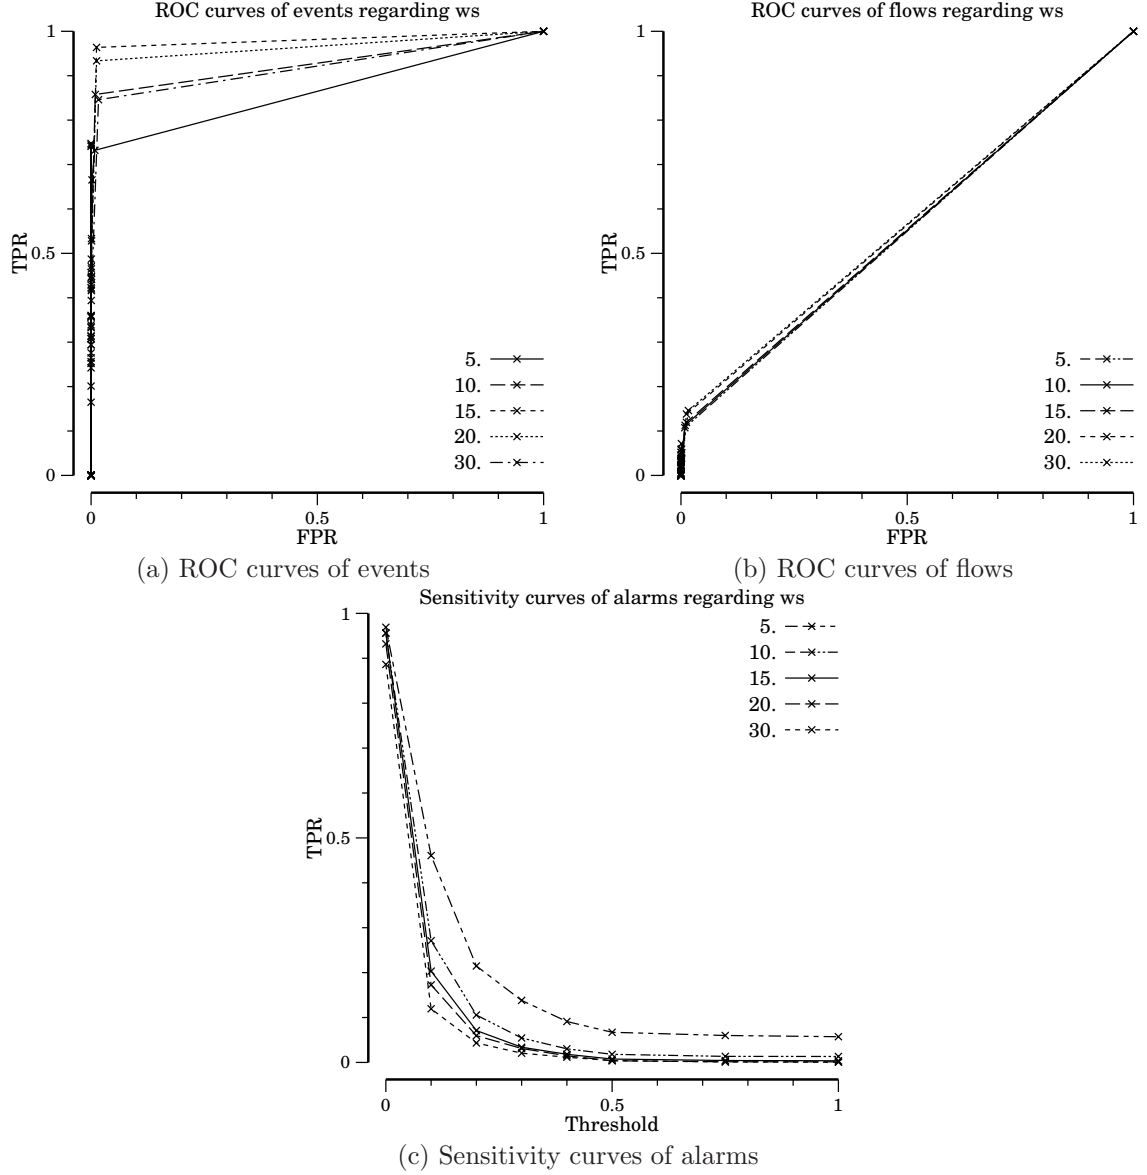 ROC curves of events regarding ws
1
0.5
0
TPR
5.
10.
15.
20.
30.
0
0.5
1
FPR
(a) ROC curves of events
ROC curves of flows regarding ws
1
0.5
0
TPR
5.
10.
15.
20.
30.
0
0.5
1
FPR
(b) ROC curves of flows
Sensitivity curves of alarms regarding ws
1
0.5
0
TPR
5.
10.
15.
20.
30.
0
0.5
1
Threshold
(c) Sensitivity curves of alarms